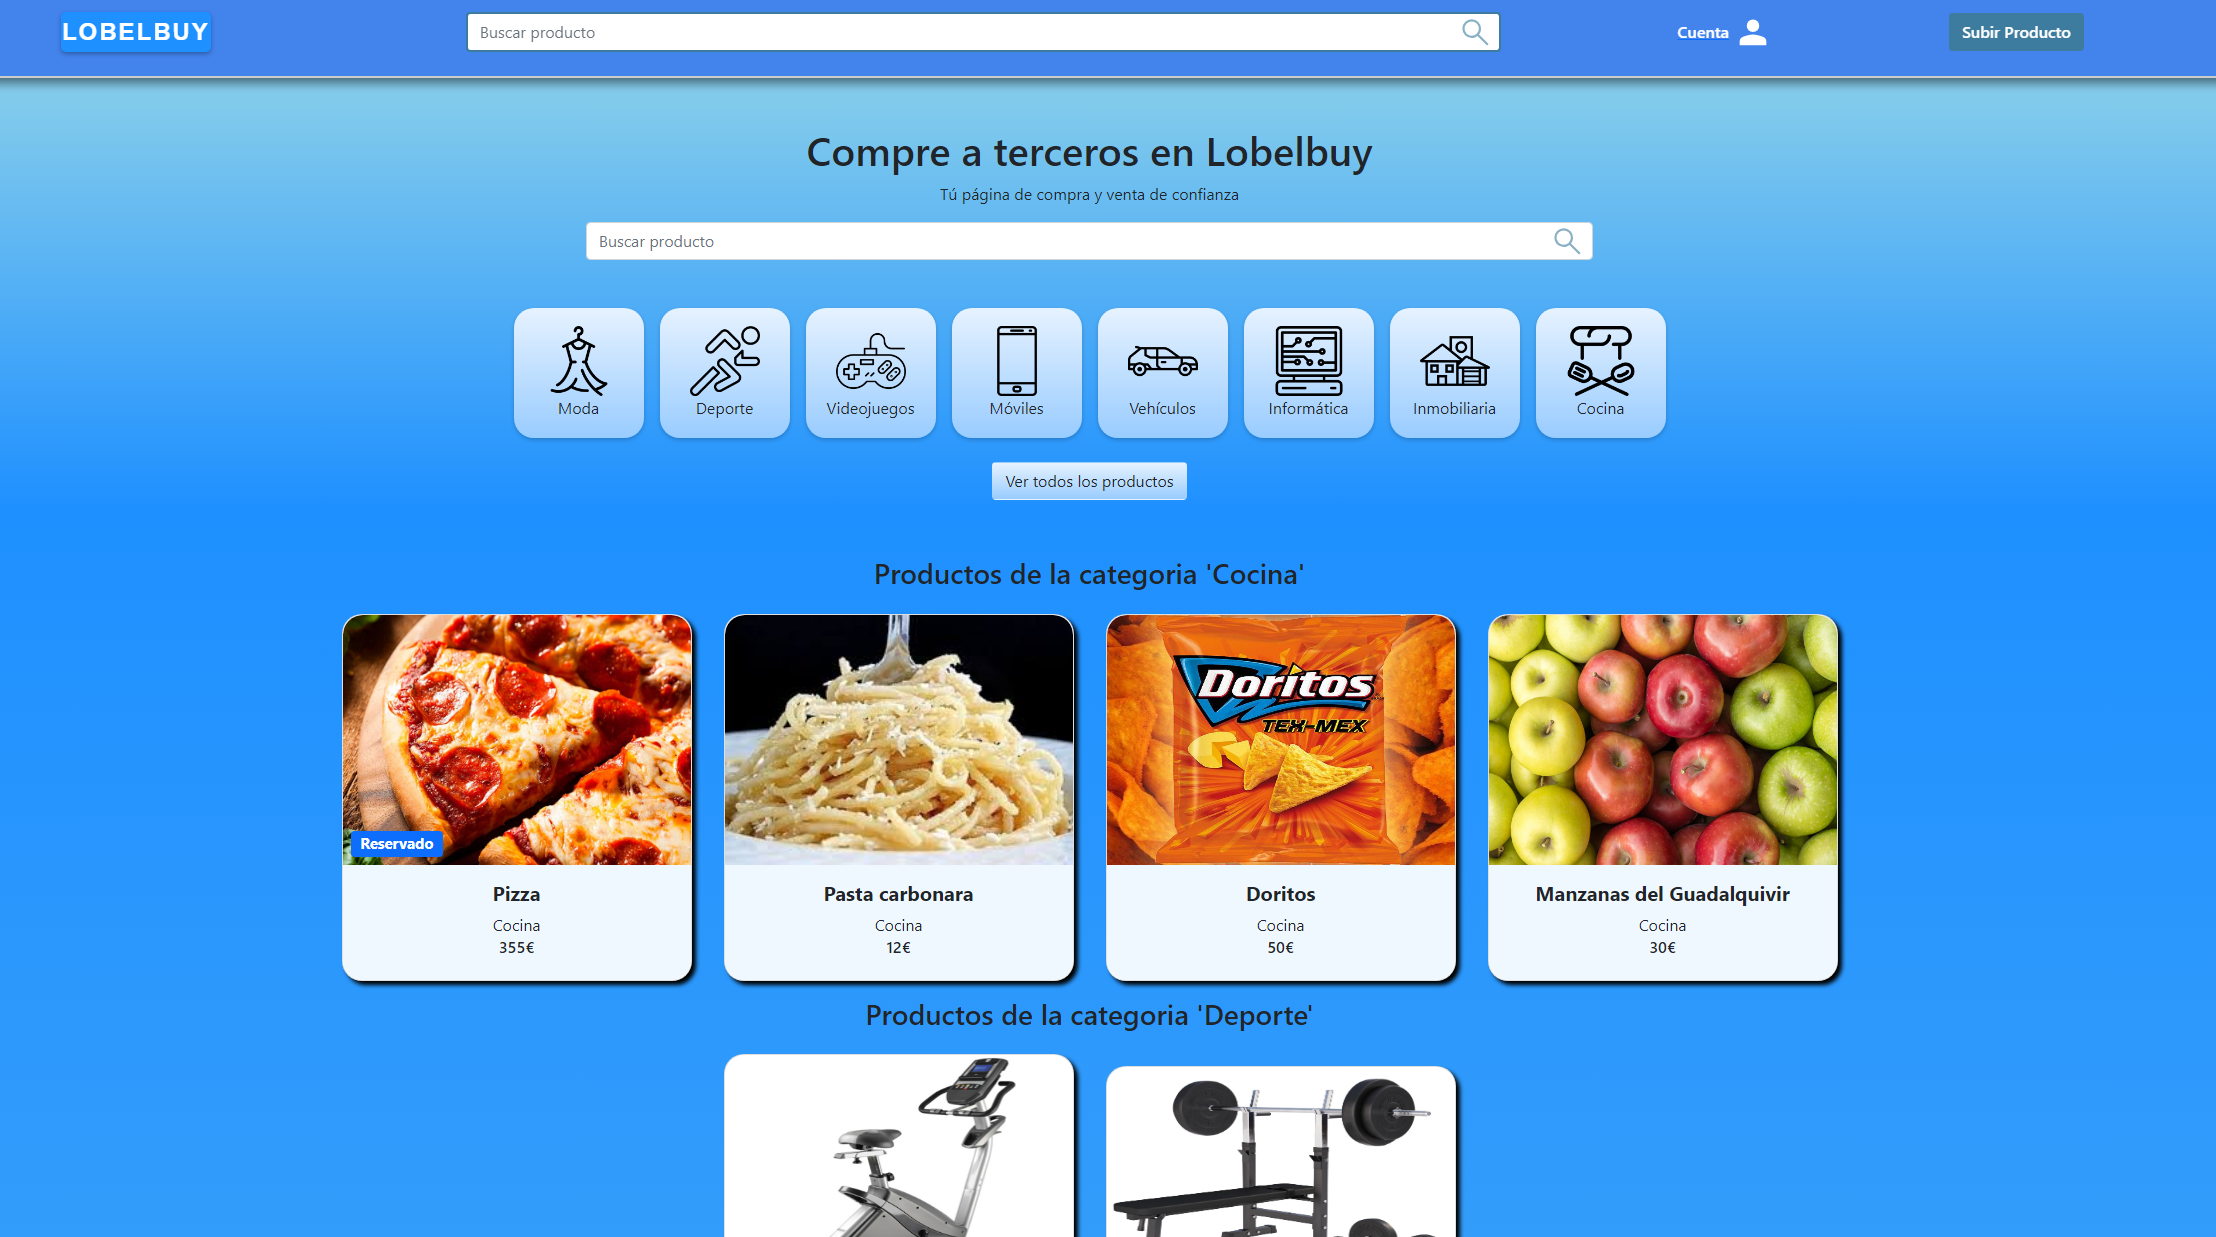 LOBELBUY
Buscar producto
Cuenta
Subir Producto
Compre a terceros en Lobelbuy
Tú página de compra y venta de confianza
Buscar producto
Moda
Deporte
Videojuegos
Móviles
Vehículos
Informática
Inmobiliaria
Cocina
Ver todos los productos
Productos de la categoria 'Cocina'
Reservado
Pizza
Cocina
355€
Pasta carbonara
Cocina
12€
Doritos
TEX-MEX
Doritos
Cocina
50€
Manzanas del Guadalquivir
Cocina
30€
Productos de la categoria 'Deporte'